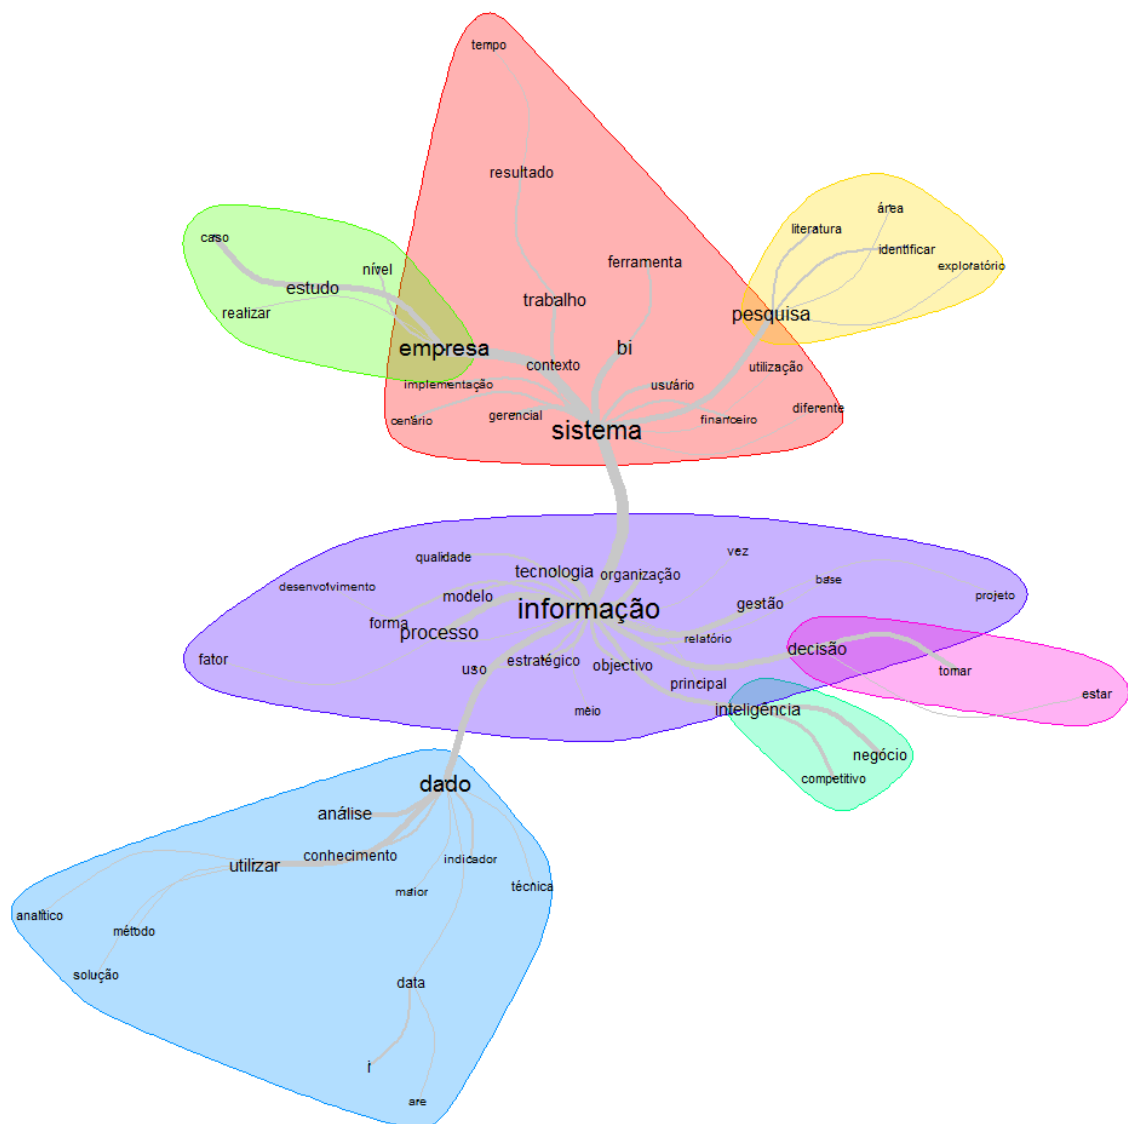 tempo
resultado
área
literatura
caso
identificar
ferramenta
exploratório
nível
estudo
trabalho
realizar
pesquisa
empresa
bi
contexto
utilização
implementação
usuário
diferente
cenário
gerencial
financeiro
sistema
vez
qualidade
tecnologia
organização
base
desenvolvimento
modelo
gestão
projeto
informação
forma
processo
relatório
decisão
fator
uso
estratégico
objectivo
tomar
principal
estar
meio
inteligência
negócio
competitivo
dado
análise
conhecimento
indicador
utilizar
maior
técnica
analítico
método
solução
data
i
are